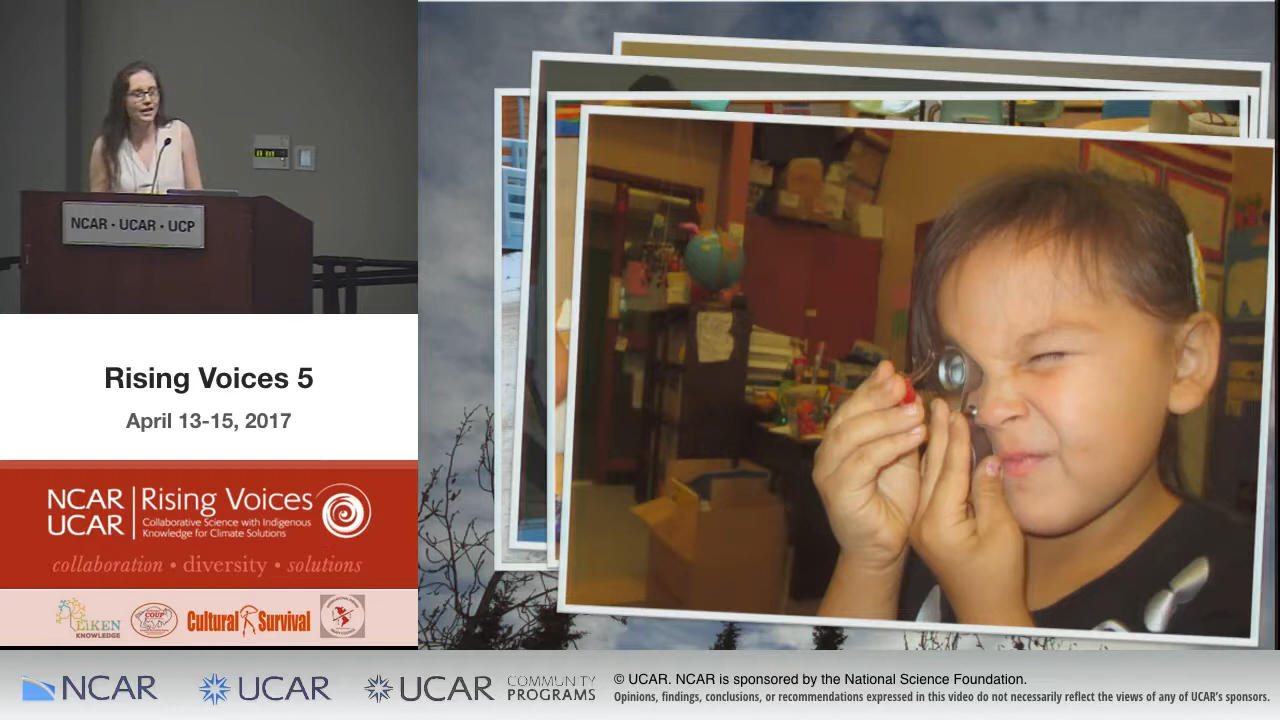 NCAR • UCAR • UCP
Rising Voices 5
April 13-15, 2017
NCAR
UCAR
Rising Voices
Collaborative Science with Indigenous
Knowledge for Climate Solutions
collaboration • diversity • solutions
LiKEN
KNOWLEDGE
COUP
Cultural Survival
NCAR
UCAR
UCAR
COMMUNITY
PROGRAMS
© UCAR. NCAR is sponsored by the National Science Foundation.
Opinions, findings, conclusions, or recommendations expressed in this video do not necessarily reflect the views of any of UCAR's sponsors.